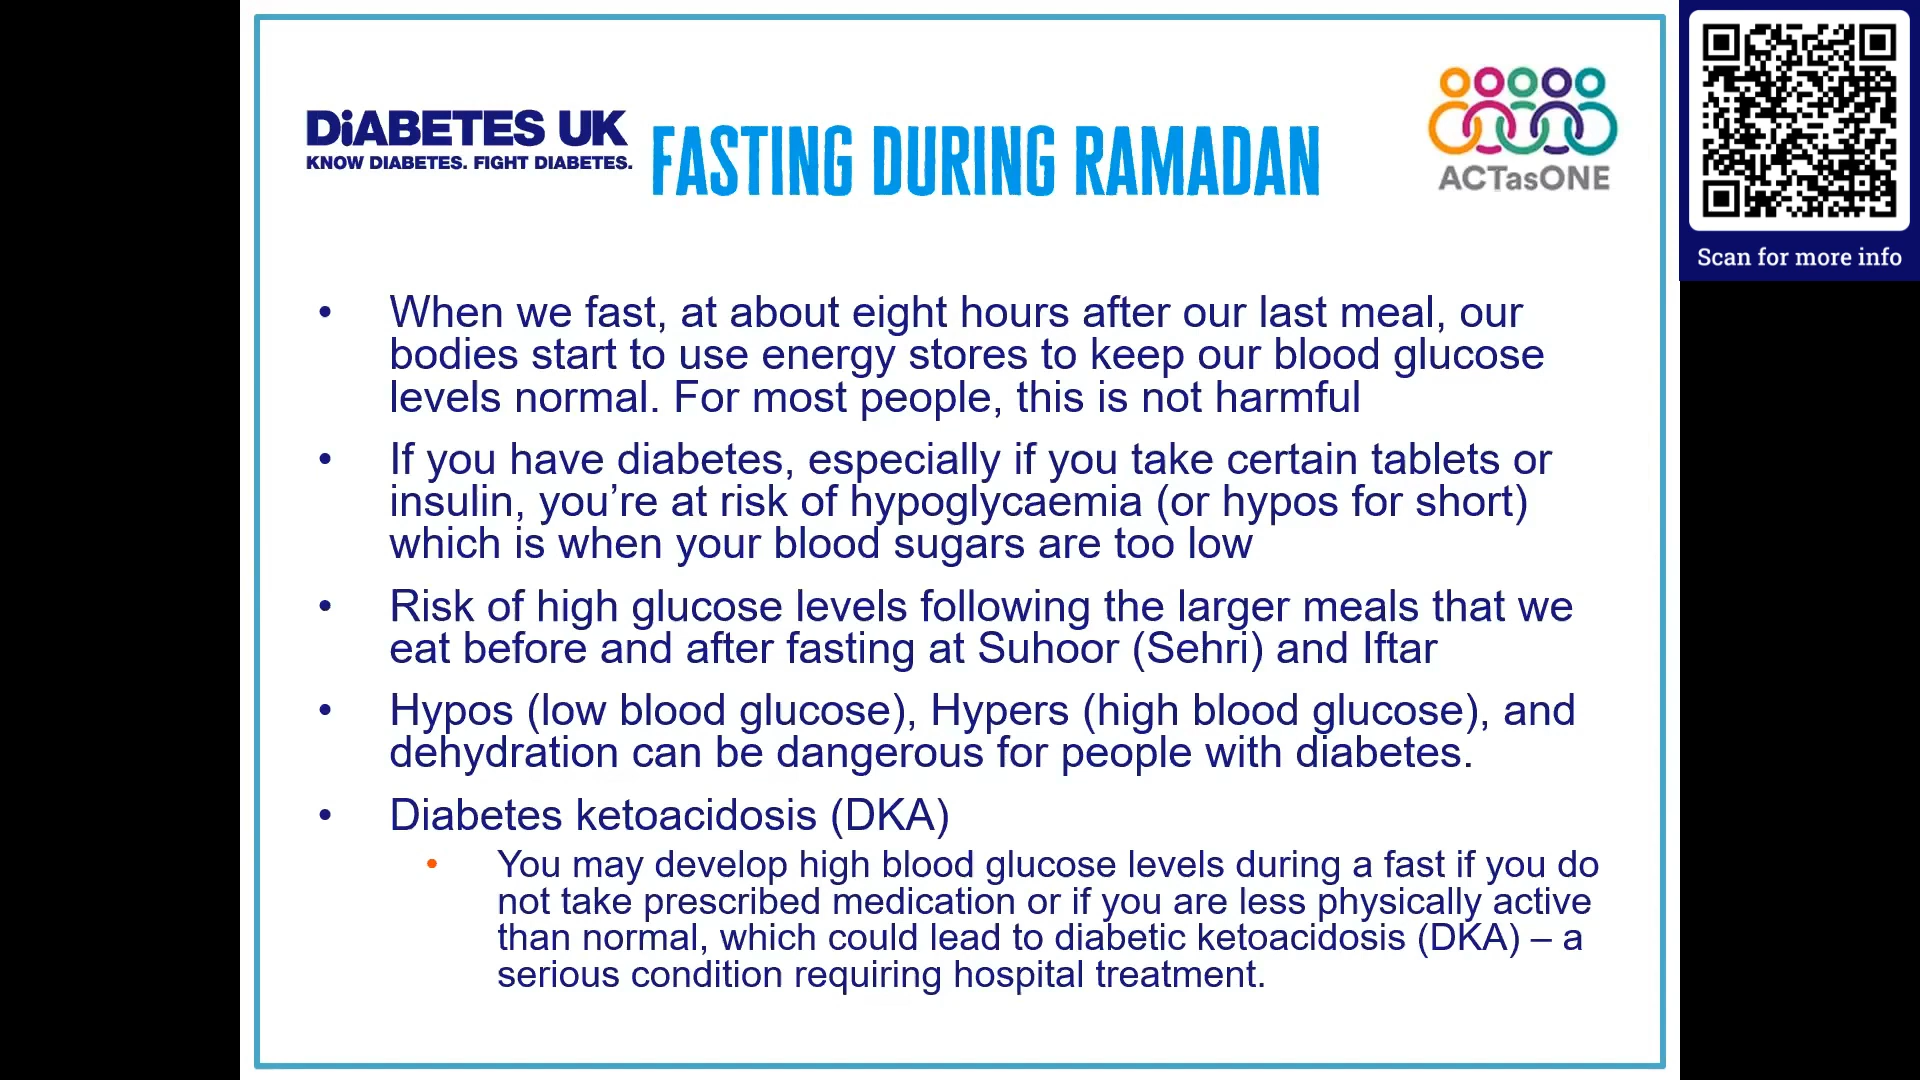 DiABETES UK
KNOW DIABETES. FIGHT DIABETES.
FASTING DURING RAMADAN
ACTasONE
Scan for more info
• When we fast, at about eight hours after our last meal, our
bodies start to use energy stores to keep our blood glucose
levels normal. For most people, this is not harmful
• If you have diabetes, especially if you take certain tablets or
insulin, you’re at risk of hypoglycaemia (or hypos for short)
which is when your blood sugars are too low
• Risk of high glucose levels following the larger meals that we
eat before and after fasting at Suhoor (Sehri) and Iftar
• Hypos (low blood glucose), Hypers (high blood glucose), and
dehydration can be dangerous for people with diabetes.
• Diabetes ketoacidosis (DKA)
• You may develop high blood glucose levels during a fast if you do
not take prescribed medication or if you are less physically active
than normal, which could lead to diabetic ketoacidosis (DKA) – a
serious condition requiring hospital treatment.